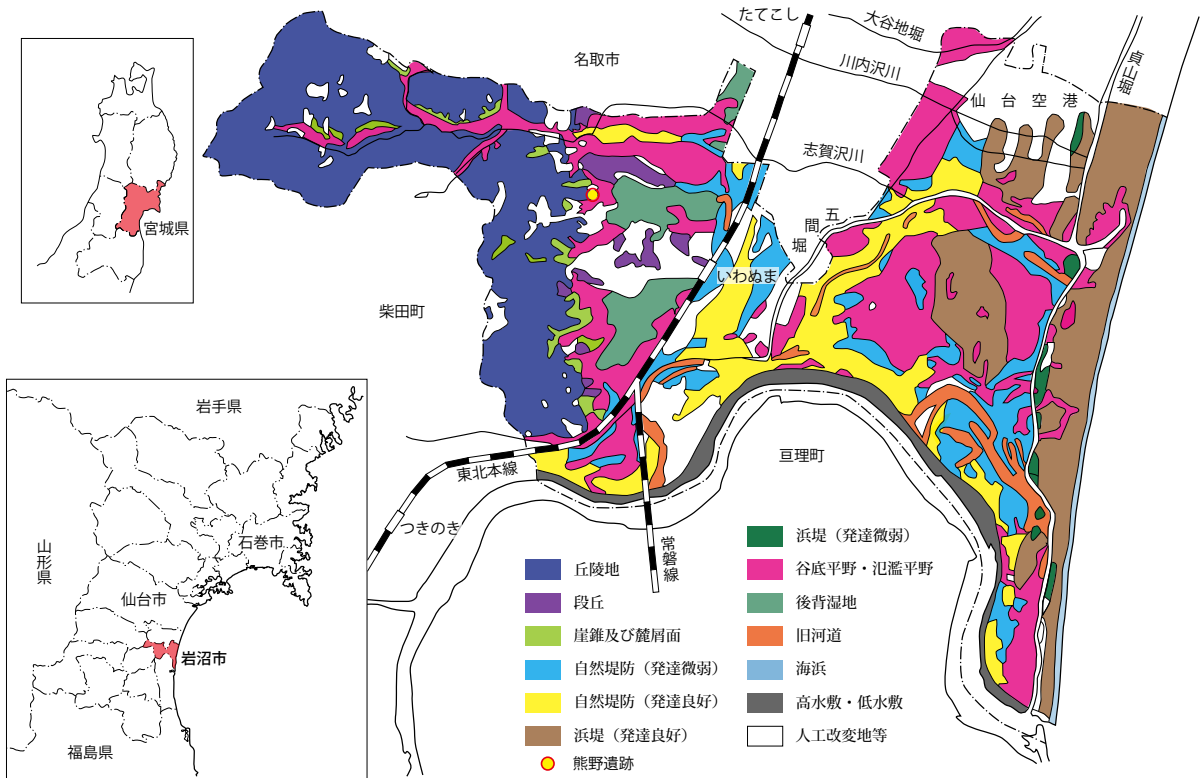 宮城県
岩手県
山形県
石巻市
仙台市
岩沼市
福島県
たてこし
大谷地堀
名取市
川内沢川
貞山堀
仙台空港
志賀沢川
五間堀
いわぬま
柴田町
亘理町
東北本線
つきのき
常磐線
丘陵地
段丘
崖錐及び麓屑面
自然堤防（発達微弱）
自然堤防（発達良好）
浜堤（発達良好）
熊野遺跡
浜堤（発達微弱）
谷底平野・氾濫平野
後背湿地
旧河道
海浜
高水敷・低水敷
人工改変地等